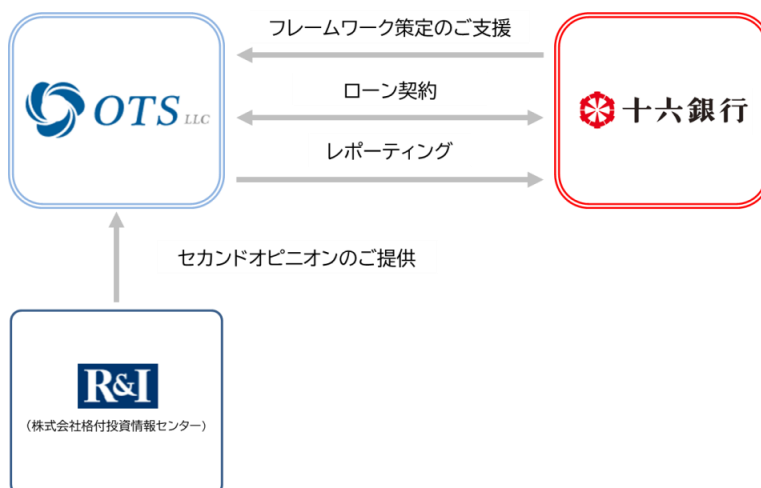 フレームワーク策定のご支援
OTS LLC
ローン契約
十六銀行
レポーティング
セカンドオピニオンのご提供
R&I
(株式会社格付投資情報センター)